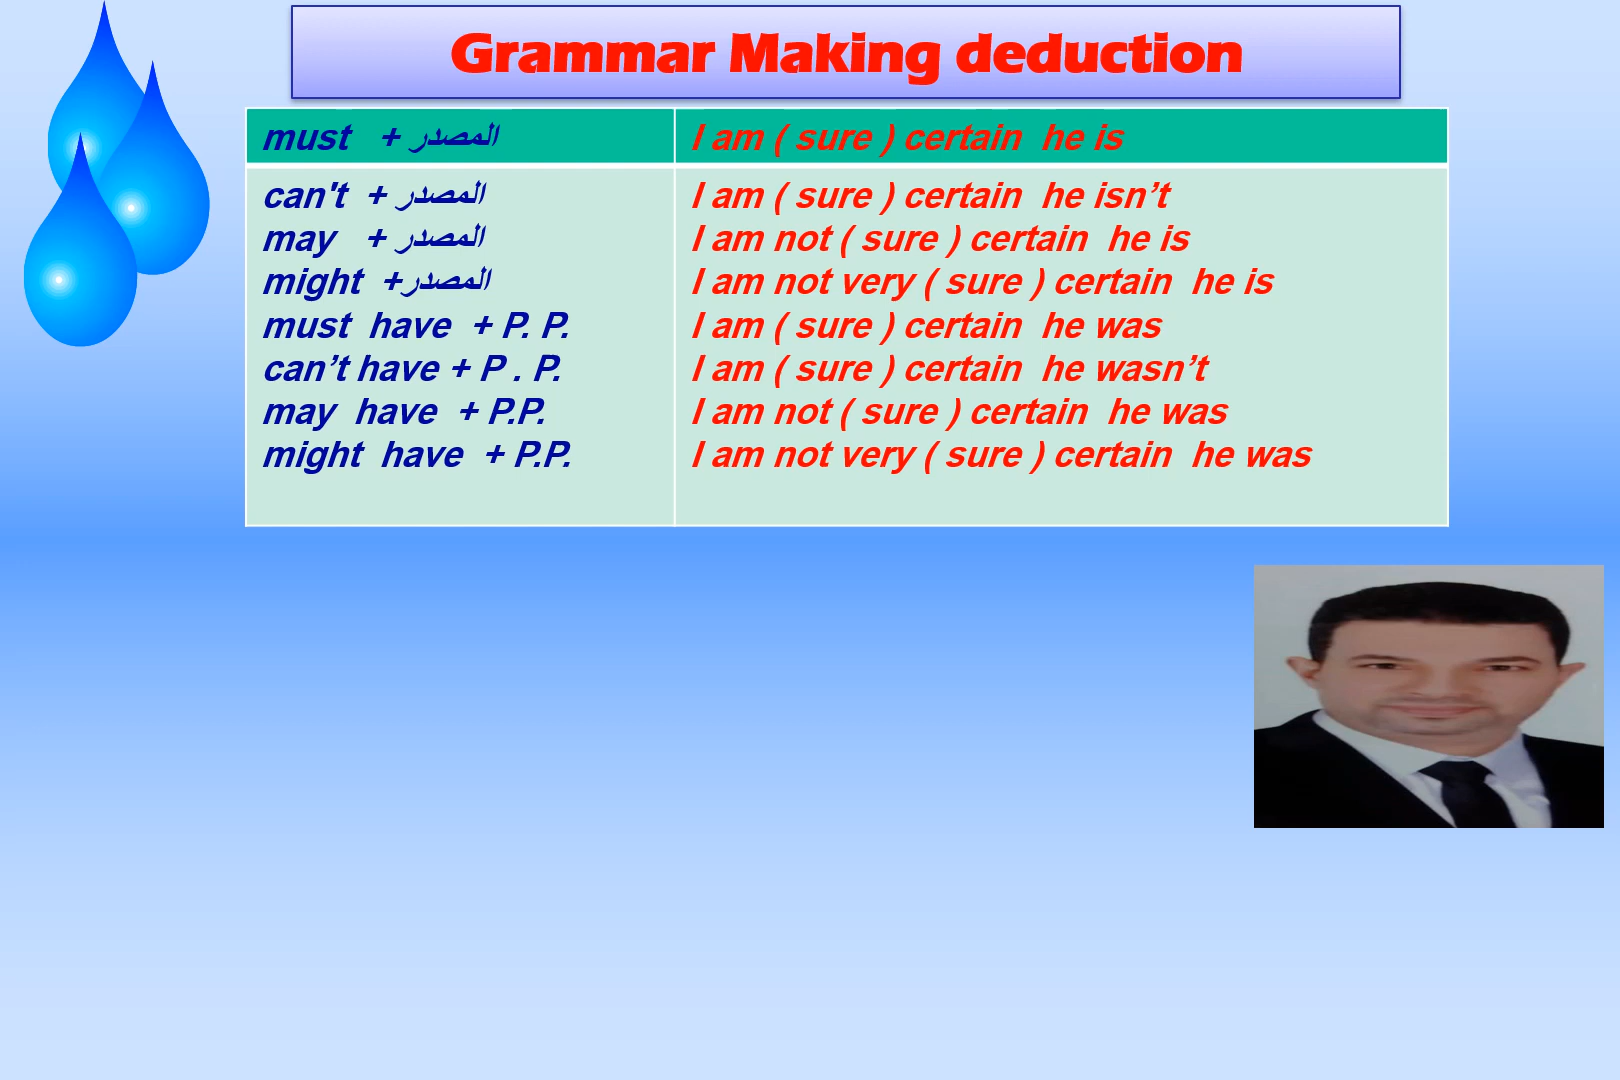 Grammar Making deduction
must + المصدر I am ( sure ) certain he is
can't + المصدر I am ( sure ) certain he isn’t
may + المصدر I am not ( sure ) certain he is
might +المصدر I am not very ( sure ) certain he is
must have + P. P. I am ( sure ) certain he was
can’t have + P . P. I am ( sure ) certain he wasn’t
may have + P.P. I am not ( sure ) certain he was
might have + P.P. I am not very ( sure ) certain he was